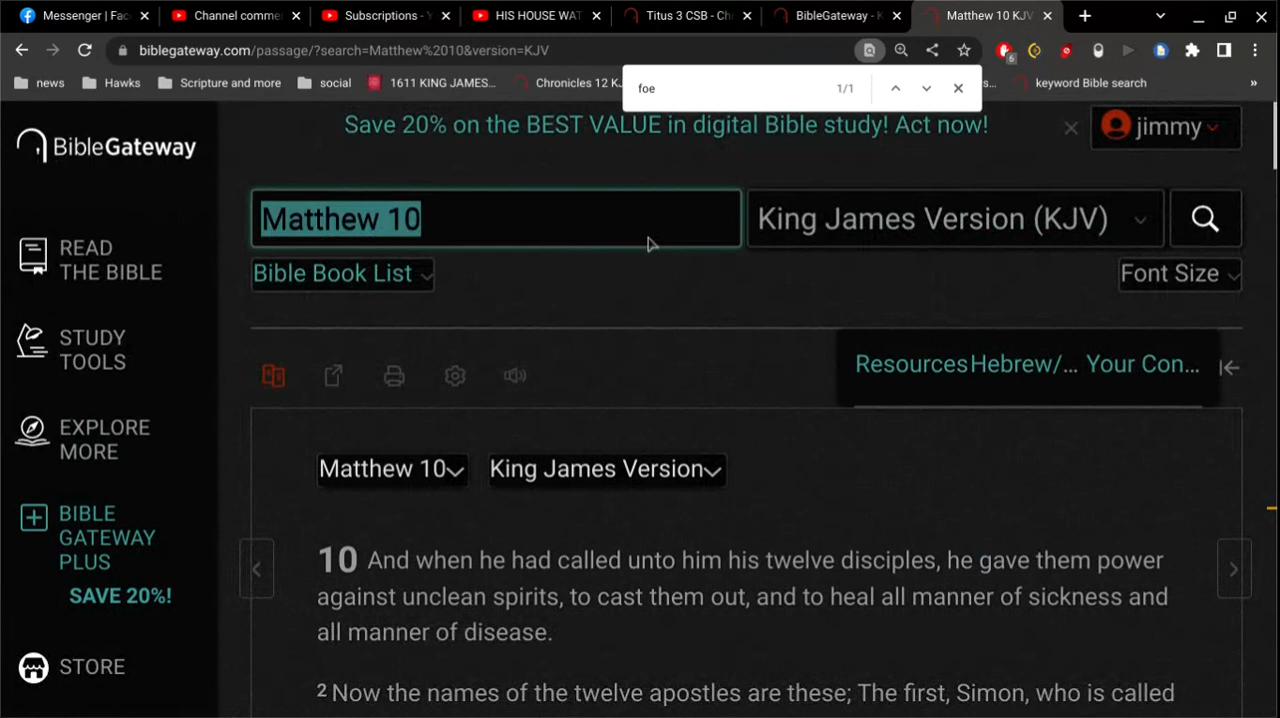 Messenger | Fac
Channel comme
Subscriptions - Y
HIS HOUSE WAT
Titus 3 CSB - Ch
BibleGateway - K
Matthew 10 KJV
biblegateway.com/passage/?search=Matthew%2010&version=KJV
6
news
Hawks
Scripture and more
social
1611 KING JAMES...
Chronicles 12 K
s...
keyword Bible search
»
foe
1/1
Save 20% on the BEST VALUE in digital Bible study! Act now!
jimmy
BibleGateway
Matthew 10
King James Version (KJV)
Bible Book List
Font Size
READ
THE BIBLE
STUDY
TOOLS
EXPLORE
MORE
BIBLE
GATEWAY
PLUS
SAVE 20%!
STORE
Resources
Hebrew/...
Your Con...
Matthew 10
King James Version
10 And when he had called unto him his twelve disciples, he gave them power
against unclean spirits, to cast them out, and to heal all manner of sickness and
all manner of disease.
2 Now the names of the twelve apostles are these; The first, Simon, who is called